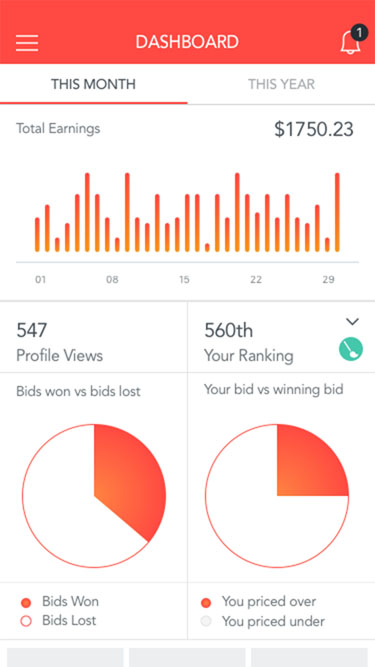 DASHBOARD
1
THIS MONTH
THIS YEAR
Total Earnings
$1750.23
01 08 15 22 29
547
Profile Views
560th
Your Ranking
Bids won vs bids lost
Your bid vs winning bid
Bids Won
Bids Lost
You priced over
You priced under